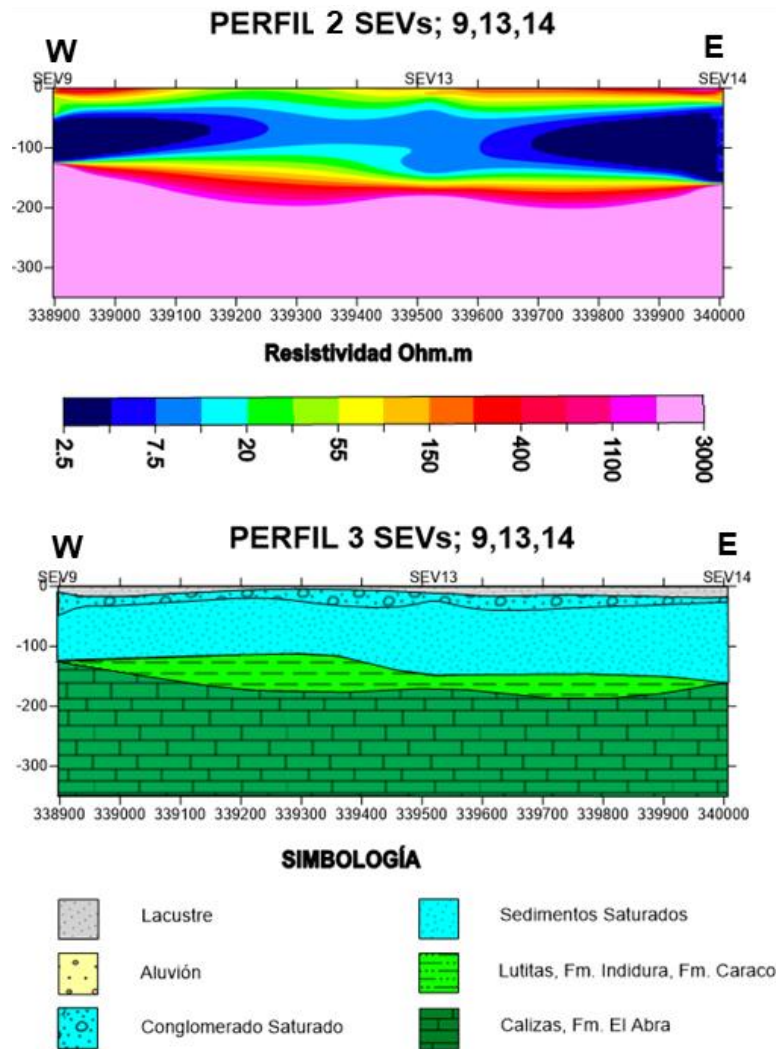 PERFIL 2 SEVs; 9,13,14
W
E
SEV9 SEV13 SEV14
0
-100
-200
-300
338900 339000 339100 339200 339300 339400 339500 339600 339700 339800 339900 340000
Resistividad Ohm.m
2.5 7.5 20 55 150 400 1100 3000
PERFIL 3 SEVs; 9,13,14
W
E
SEV9 SEV13 SEV14
0
-100
-200
-300
338900 339000 339100 339200 339300 339400 339500 339600 339700 339800 339900 340000
SIMBOLOGÍA
Lacustre
Sedimentos Saturados
Aluvión
Lutitas, Fm. Indidura, Fm. Caraco
Conglomerado Saturado
Calizas, Fm. El Abra